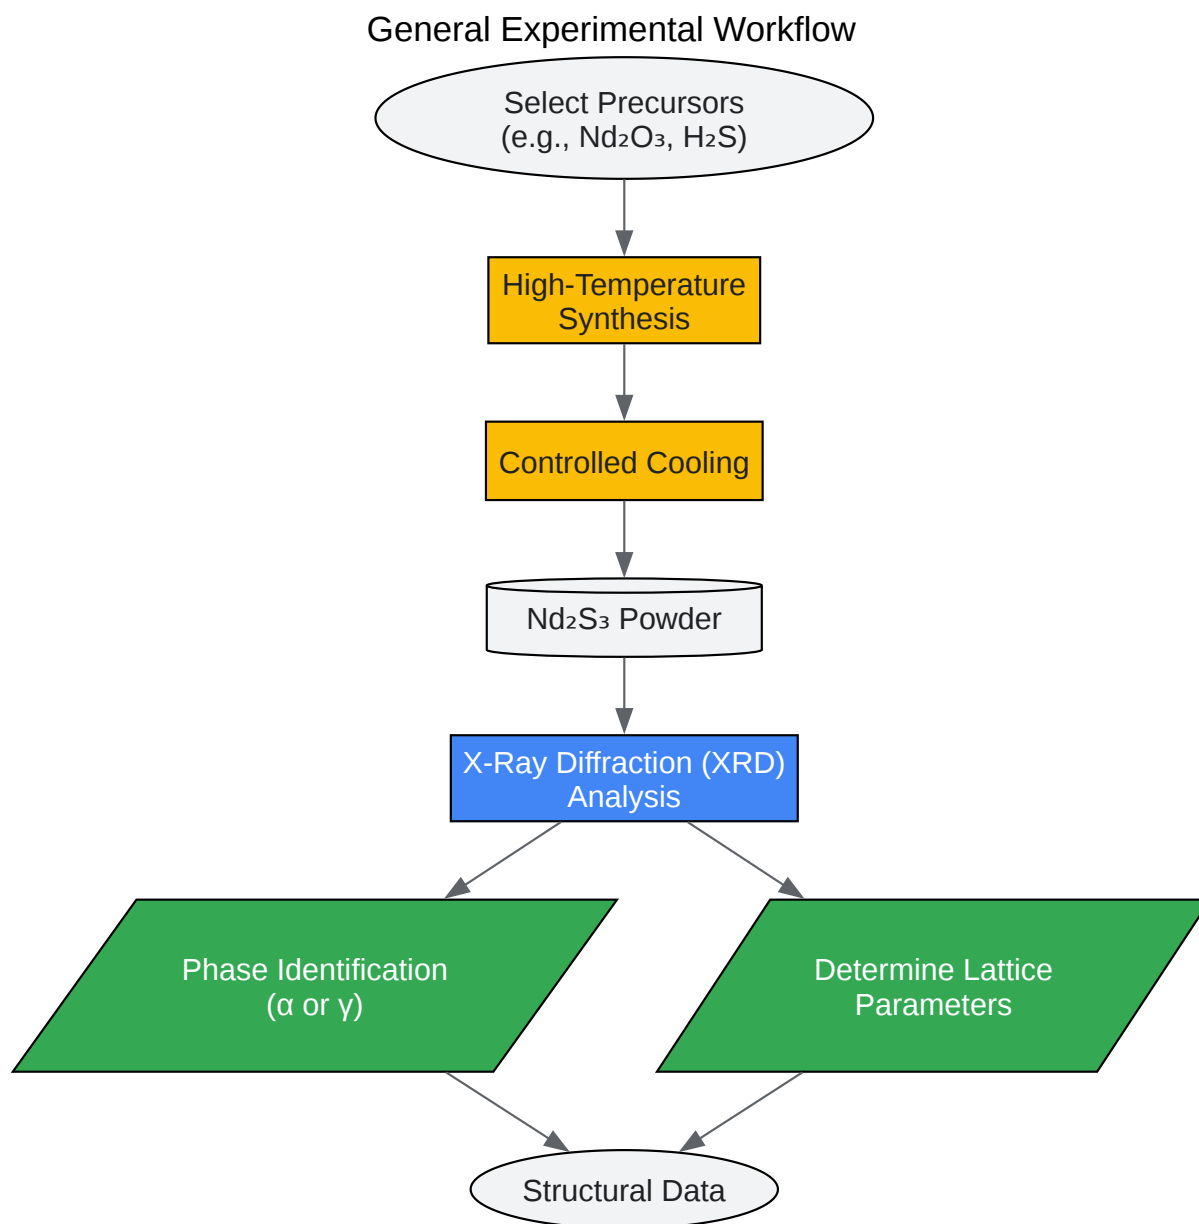 General Experimental Workflow
Select Precursors
(e.g., Nd₂O₃, H₂S)
High-Temperature
Synthesis
Controlled Cooling
Nd₂S₃ Powder
X-Ray Diffraction (XRD)
Analysis
Phase Identification
(α or γ)
Determine Lattice
Parameters
Structural Data